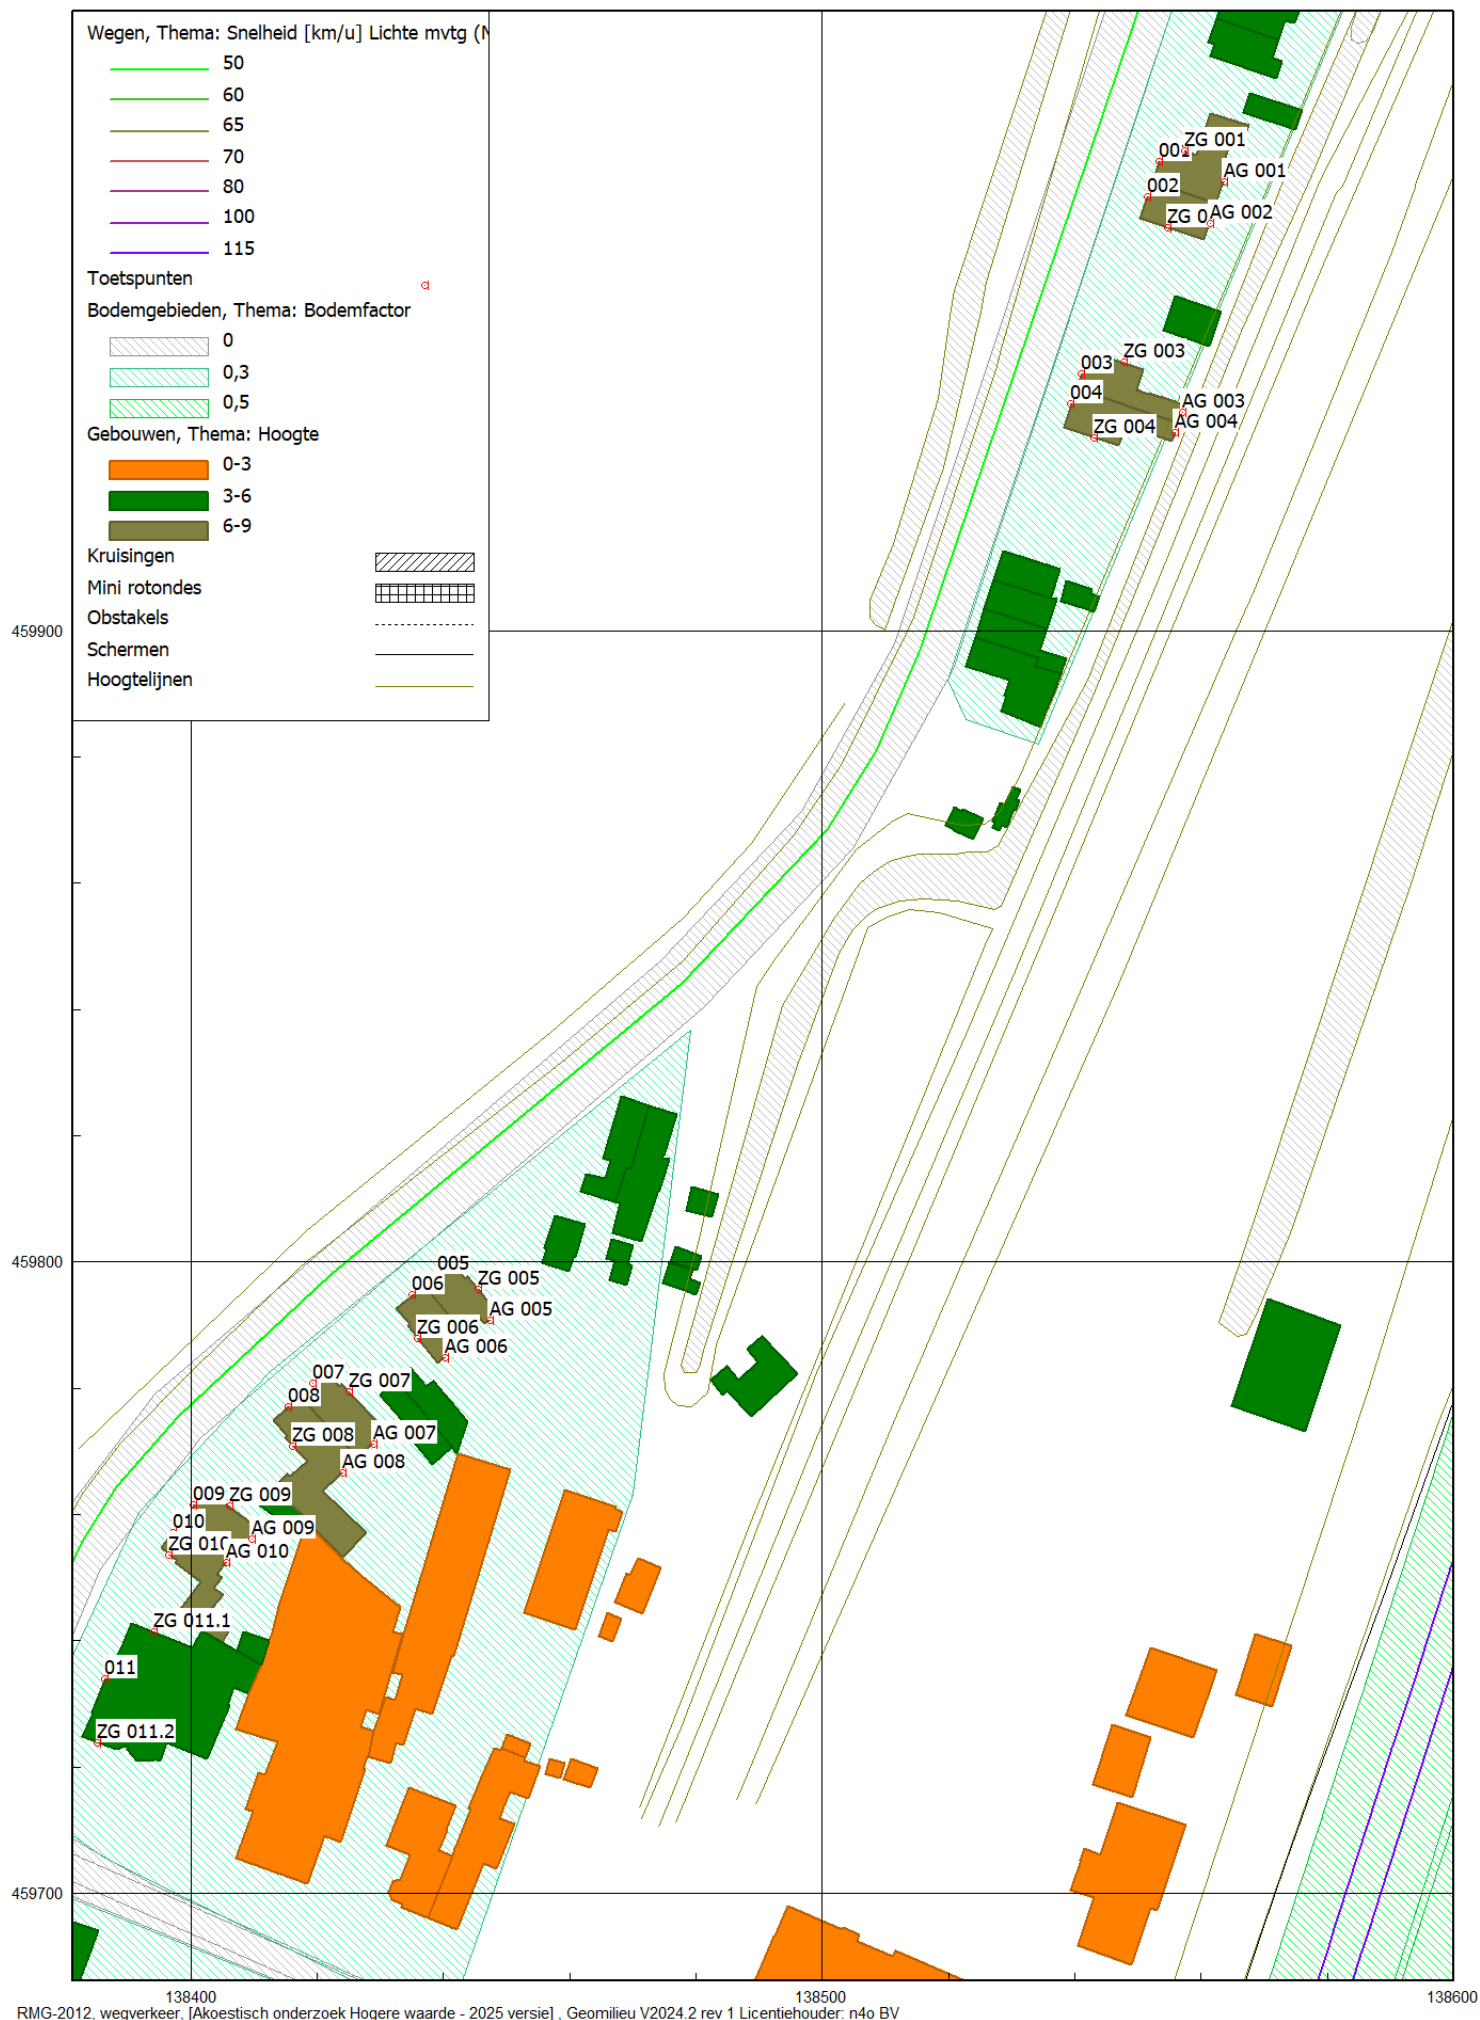 Wegen, Thema: Snelheid [km/u] Lichte mvtg (N
50
60
65
70
80
100
115
Toetspunten
Bodemgebieden, Thema: Bodemfactor
0
0,3
0,5
Gebouwen, Thema: Hoogte
0-3
3-6
6-9
Kruisingen
Mini rotondes
Obstakels
Schermen
Hoogtelijnen
ZG 001
001
AG 001
002
ZG 0
AG 002
ZG 003
003
004
AG 003
AG 004
ZG 004
459900
459800
005
006
ZG 005
AG 005
ZG 006
AG 006
007
ZG 007
008
AG 007
ZG 008
AG 008
009
ZG 009
010
AG 009
ZG 010
AG 010
ZG 011.1
011
ZG 011.2
459700
138400
138500
138600
RMG-2012, wegverkeer, [Akoestisch onderzoek Hogere waarde - 2025 versie] , Geomilieu V2024.2 rev 1 Licentiehouder: n4o BV